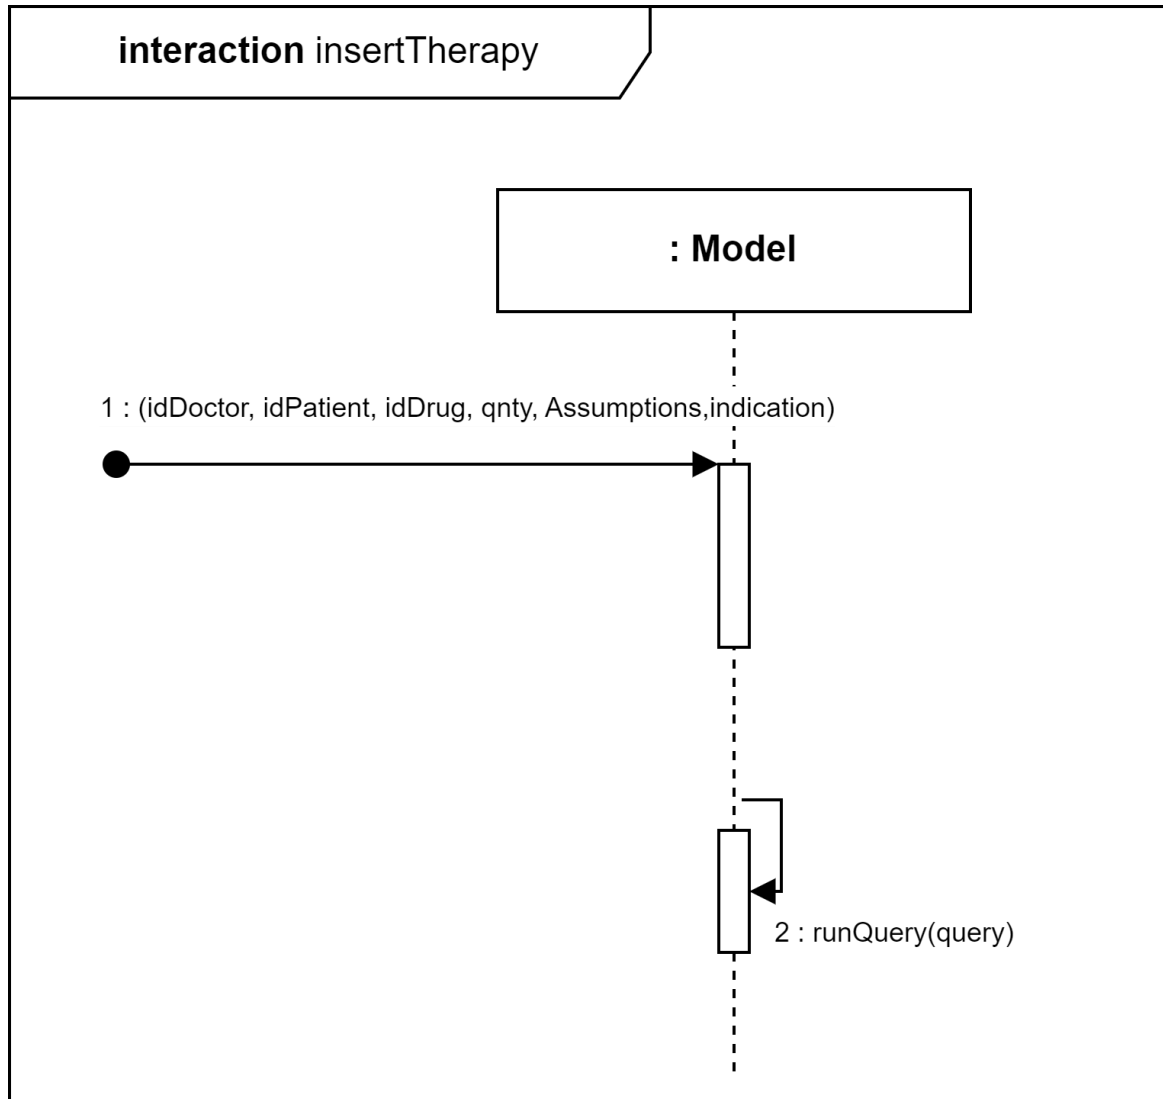 interaction insertTherapy
: Model
1 : (idDoctor, idPatient, idDrug, qnty, Assumptions,indication)
2 : runQuery(query)